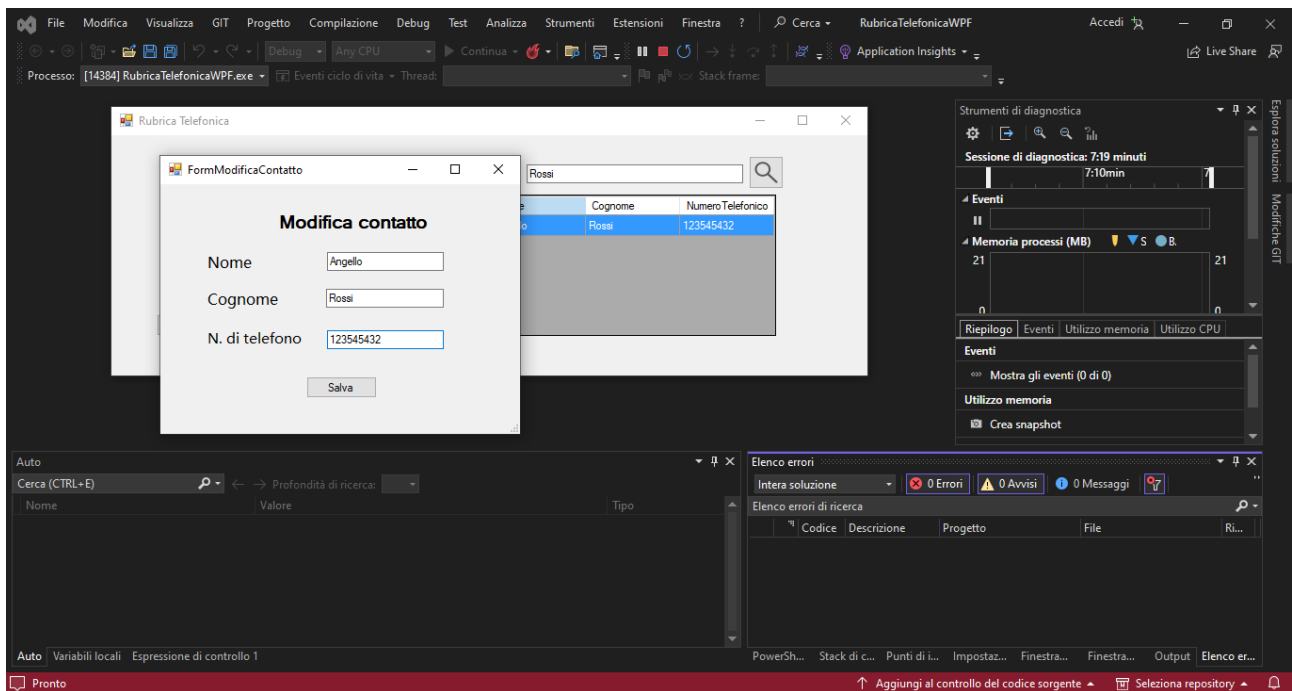 File Modifica Visualizza GIT Progetto Compilazione Debug Test Analizza Strumenti Estensioni Finestra ? Cerca RubricaTelefonicaWPF Accedi
Debug Any CPU Continua Application Insights Live Share
Processo: [14384] RubricaTelefonicaWPF.exe Eventi ciclo di vita Thread: Stack frame:
Rubrica Telefonica
FormModificaContatto
Rossi
Cognome NumeroTelefonico
Rossi 123545432
Modifica contatto
Nome Angello
Cognome Rossi
N. di telefono 123545432
Salva
Strumenti di diagnostica
Sessione di diagnostica: 7:19 minuti
7:10min 7
Eventi
Memoria processi (MB) S B.
21 21
0 0
Riepilogo Eventi Utilizzo memoria Utilizzo CPU
Eventi
Mostra gli eventi (0 di 0)
Utilizzo memoria
Crea snapshot
Esplora soluzioni
Modifiche GIT
Auto
Cerca (CTRL+E) Profondità di ricerca:
Nome Valore Tipo
Auto Variabili locali Espressione di controllo 1
Elenco errori
Intera soluzione 0 Errori 0 Avvisi 0 Messaggi
Elenco errori di ricerca
Codice Descrizione Progetto File Ri...
PowerSh... Stack di c... Punti di i... Impostaz... Finestra... Finestra... Output Elenco er...
Pronto Aggiungi al controllo del codice sorgente Seleziona repository